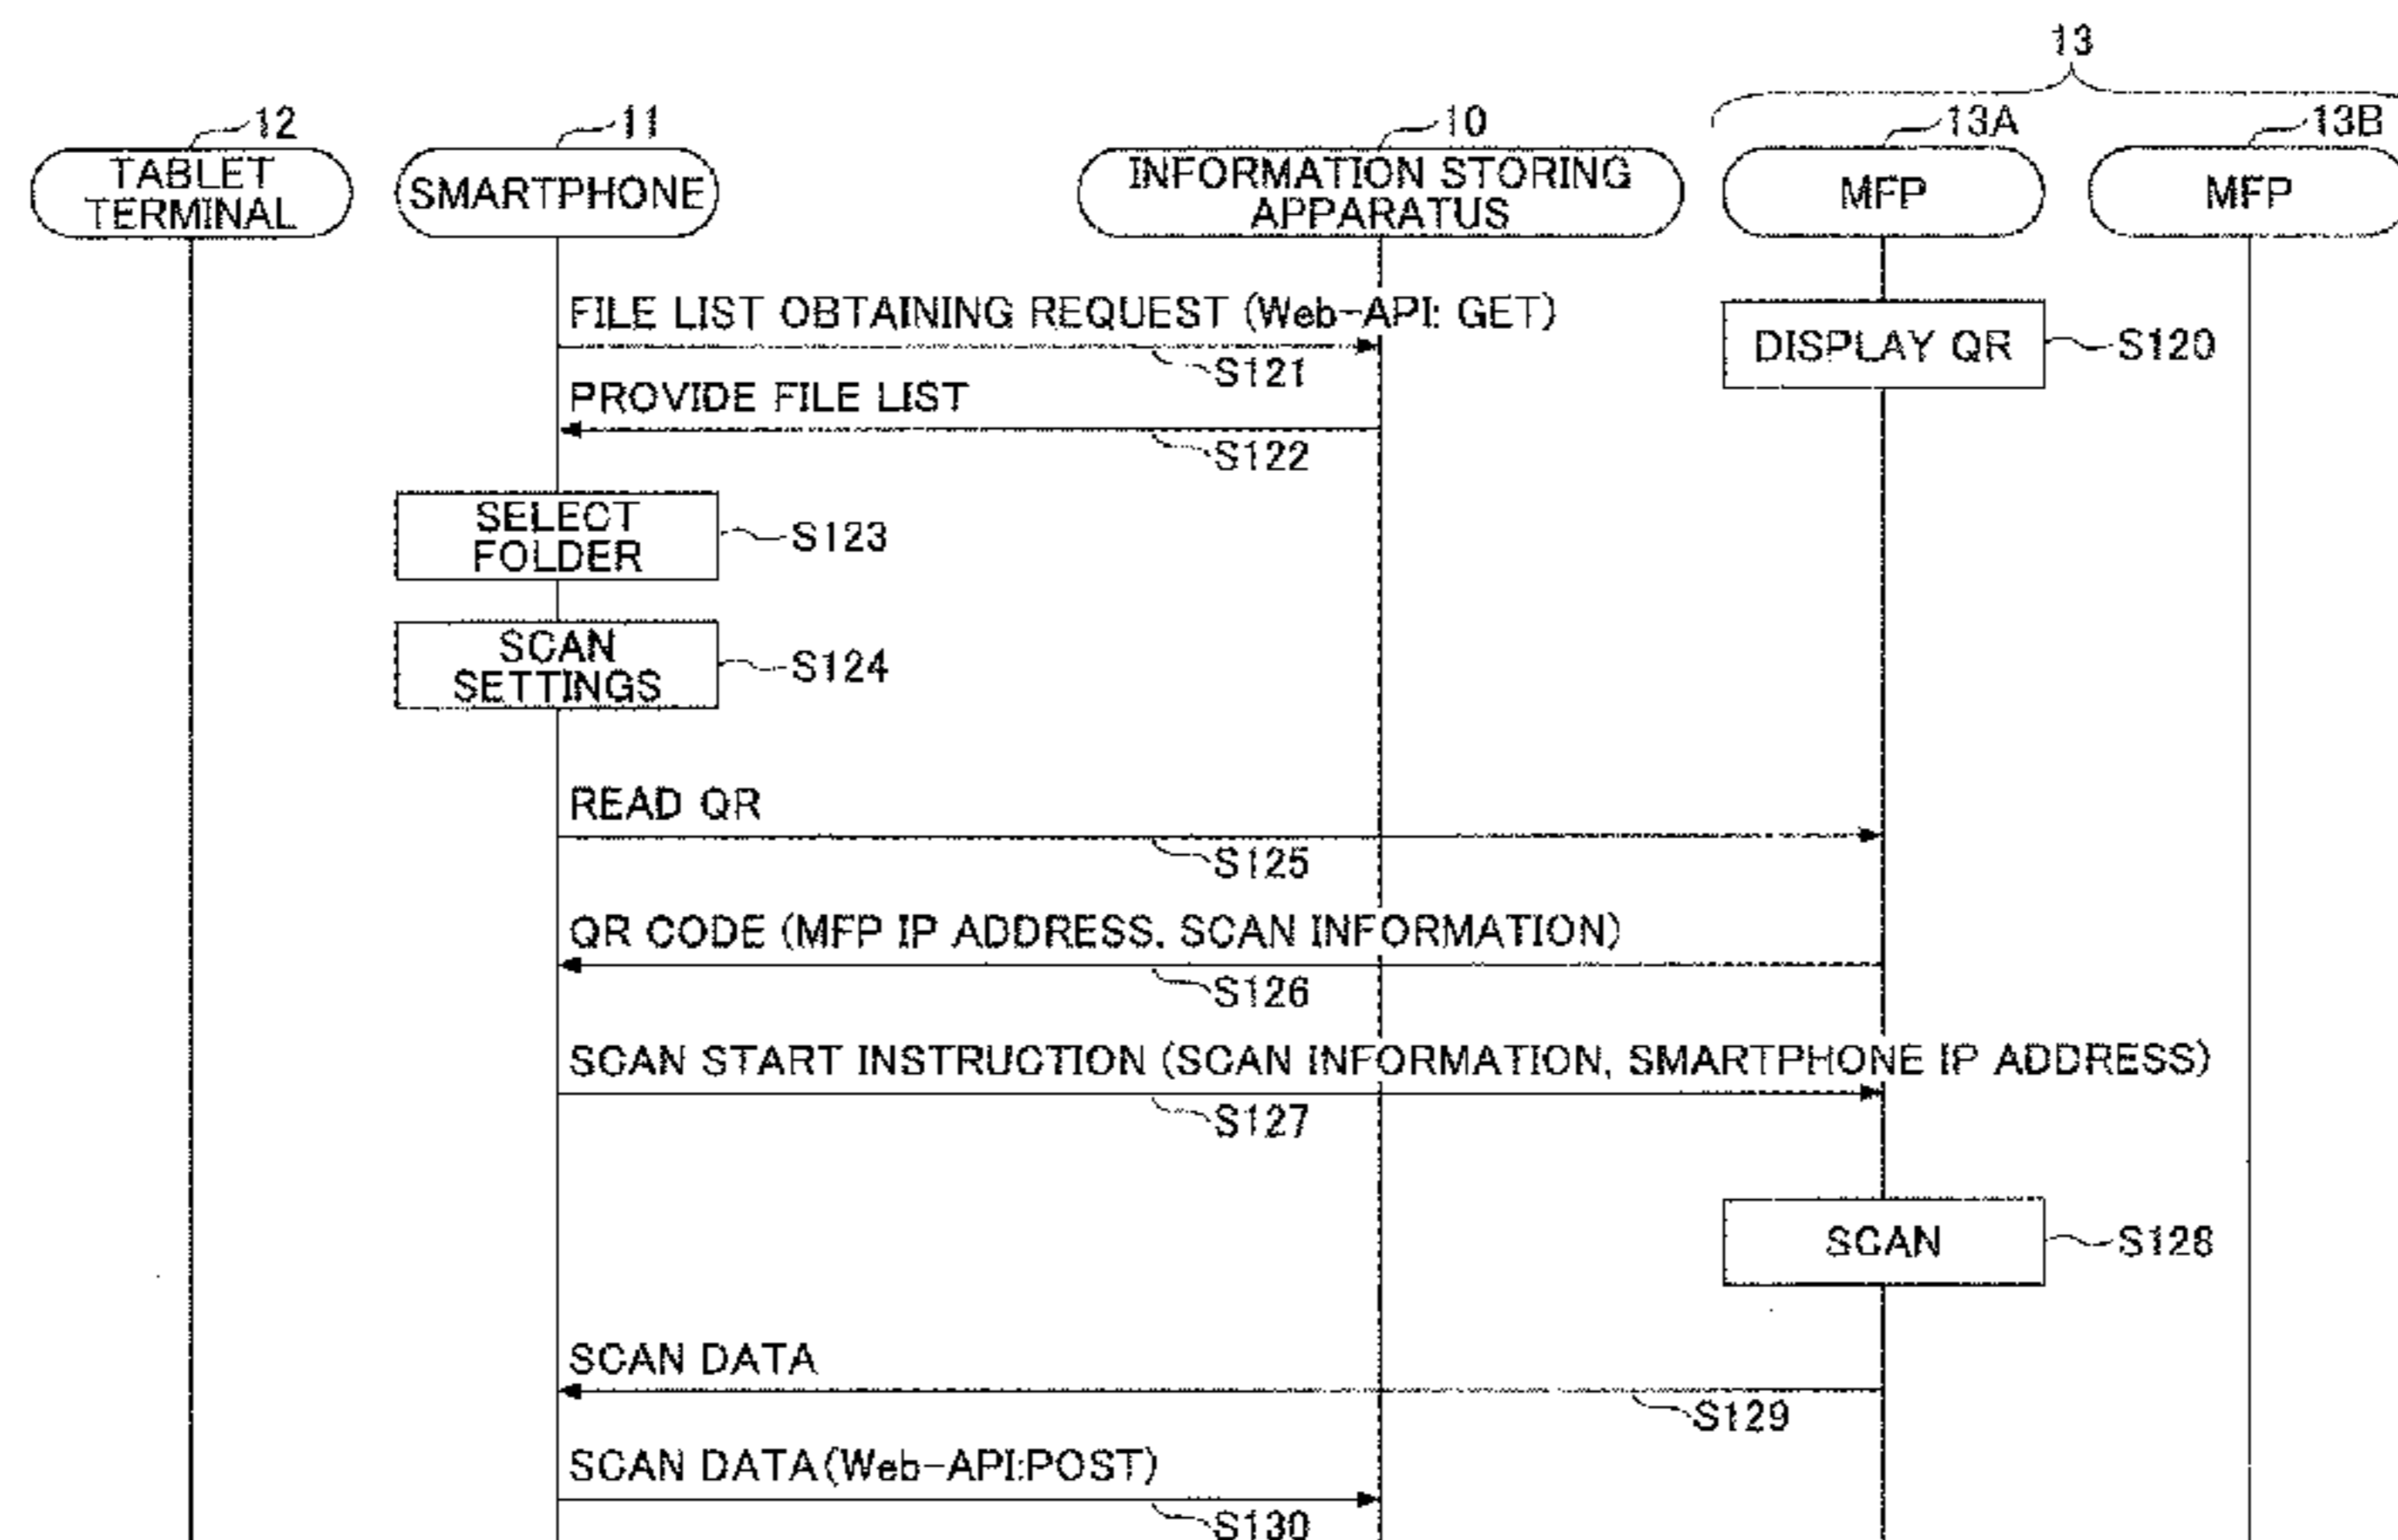 13
12
11
10
13A
13B
TABLET
TERMINAL
SMARTPHONE
INFORMATION STORING
APPARATUS
MFP
MFP
FILE LIST OBTAINING REQUEST (Web-API: GET)
S121
DISPLAY QR
S120
PROVIDE FILE LIST
S122
SELECT
FOLDER
S123
SCAN
SETTINGS
S124
READ QR
S125
QR CODE (MFP IP ADDRESS, SCAN INFORMATION)
S126
SCAN START INSTRUCTION (SCAN INFORMATION, SMARTPHONE IP ADDRESS)
S127
SCAN
S128
SCAN DATA
S129
SCAN DATA(Web-API:POST)
S130